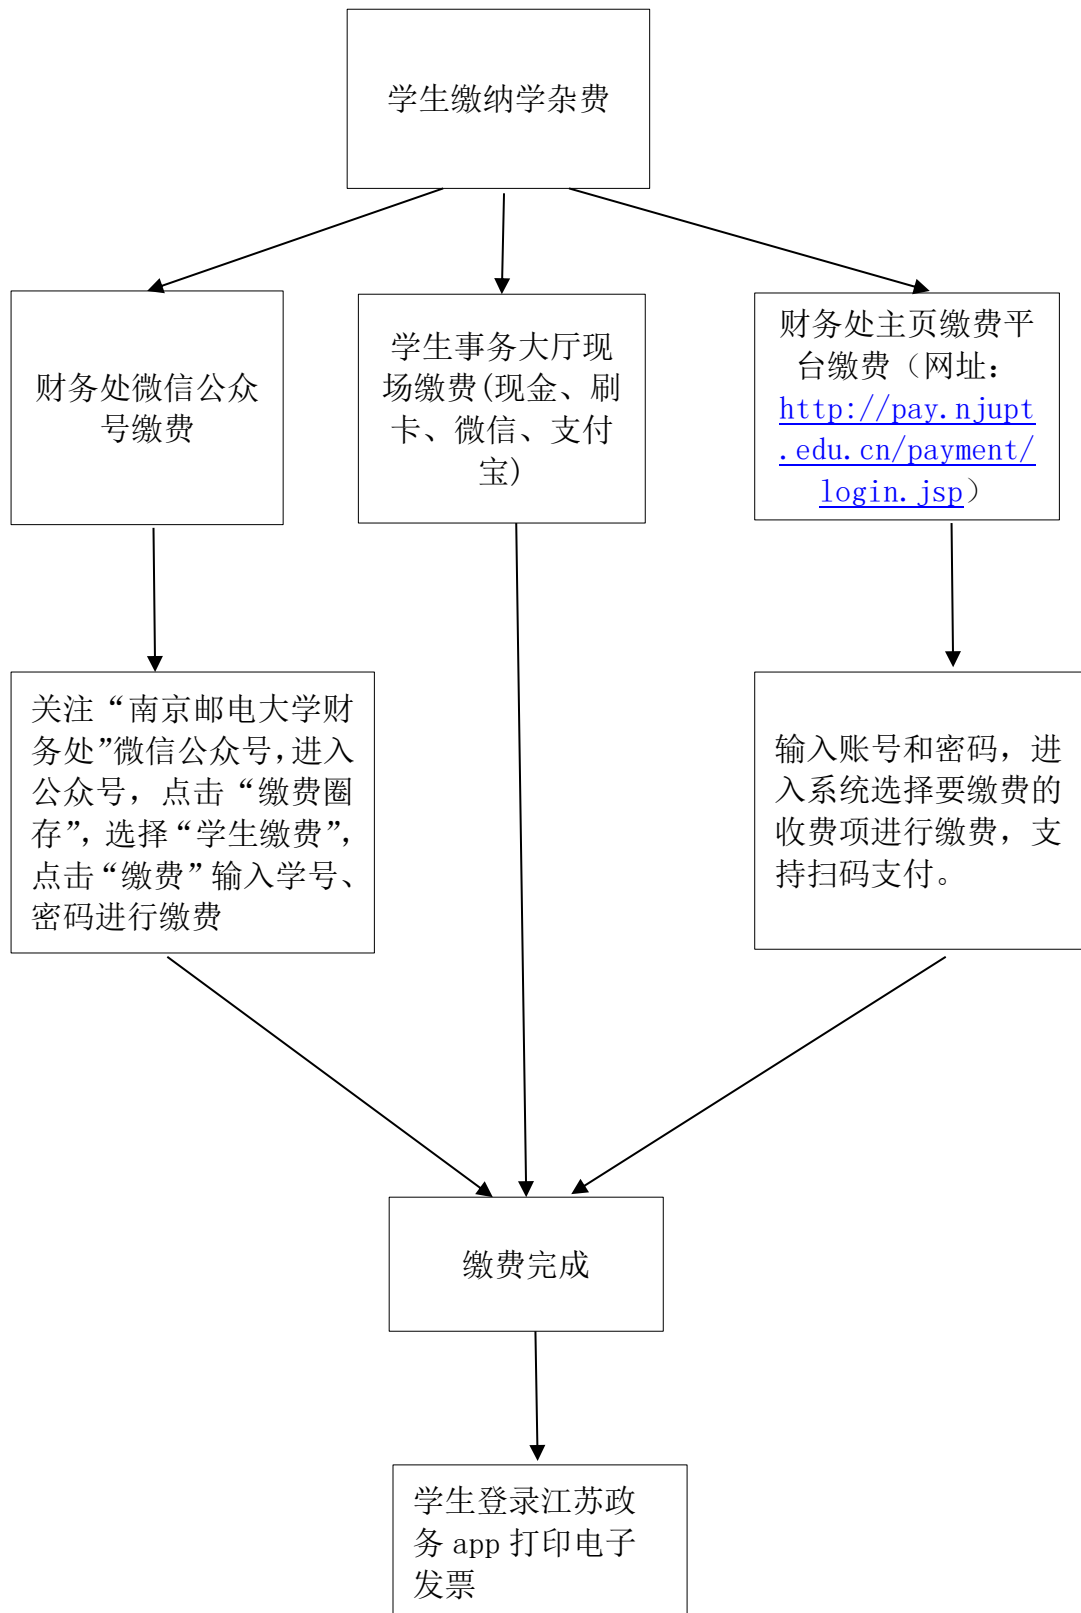 学生缴纳学杂费
财务处微信公众
号缴费
学生事务大厅现
场缴费(现金、刷
卡、微信、支付
宝)
财务处主页缴费平
台缴费（网址：
http://pay.njupt
.edu.cn/payment/
login.jsp）
关注“南京邮电大学财
务处”微信公众号,进入
公众号，点击“缴费圈
存”，选择“学生缴费”，
点击“缴费”输入学号、
密码进行缴费
输入账号和密码，进
入系统选择要缴费的
收费项进行缴费，支
持扫码支付。
缴费完成
学生登录江苏政
务 app 打印电子
发票